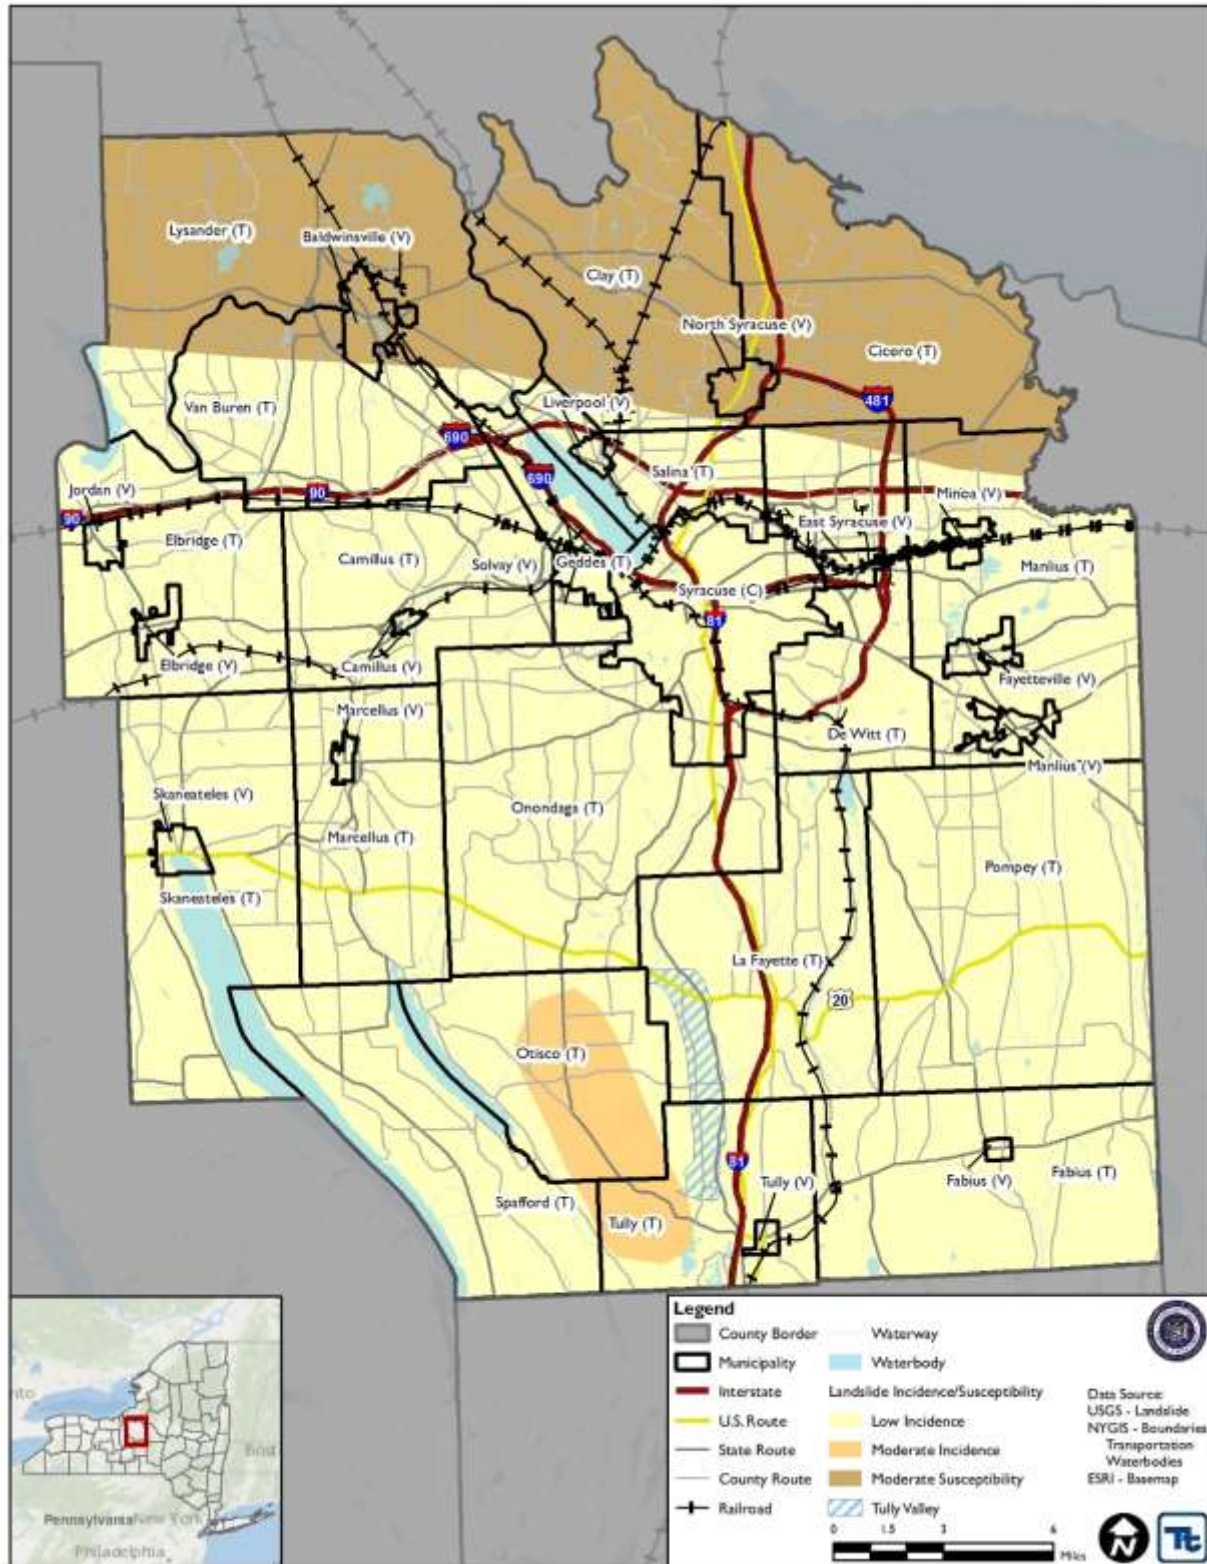 Lysander (T)
Baldwinsville (V)
Clay (T)
North Syracuse (V)
Cicero (T)
481
Van Buren (T)
Liverpool (V)
690
690
Salina (T)
Jordan (V)
90
90
Minoa (V)
East Syracuse (V)
Elbridge (T)
Camillus (T)
Solvay (V)
Geddes (T)
Manlius (T)
Syracuse (C)
81
Elbridge (V)
Camillus (V)
Fayetteville (V)
Marcellus (V)
De Witt (T)
Manlius (V)
Skaneateles (V)
Onondaga (T)
Marcellus (T)
Pompey (T)
Skaneateles (T)
La Fayette (T)
20
Otisco (T)
81
Tully (V)
Fabius (V)
Fabius (T)
Spafford (T)
Tully (T)
Legend
County Border
Municipality
Interstate
U.S. Route
State Route
County Route
Railroad
Waterway
Waterbody
Landslide Incidence/Susceptibility
Low Incidence
Moderate Incidence
Moderate Susceptibility
Tully Valley
Data Source:
USGS - Landslide
NYGIS - Boundaries
Transportation
Waterbodies
ESRI - Basemap
0 1.5 3 6
Miles
N
Tt
nto
Bost
Pennsylvania
New York
Philadelphia